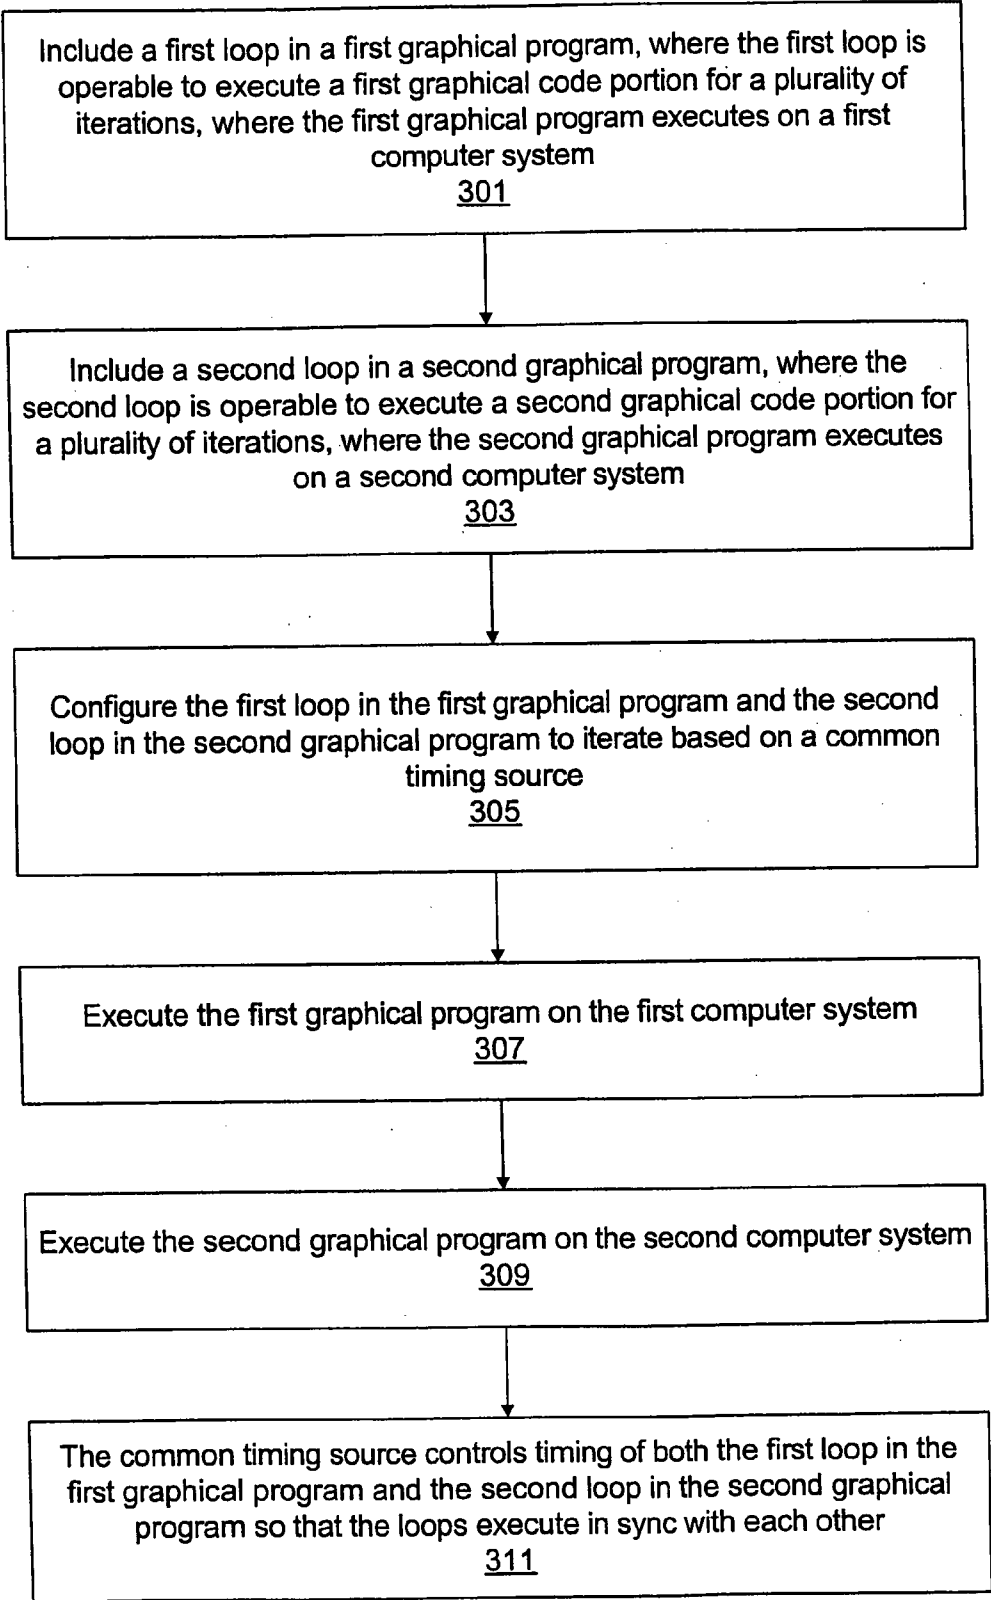 Include a first loop in a first graphical program, where the first loop is
operable to execute a first graphical code portion for a plurality of
iterations, where the first graphical program executes on a first
computer system
301
Include a second loop in a second graphical program, where the
second loop is operable to execute a second graphical code portion for
a plurality of iterations, where the second graphical program executes
on a second computer system
303
Configure the first loop in the first graphical program and the second
loop in the second graphical program to iterate based on a common
timing source
305
Execute the first graphical program on the first computer system
307
Execute the second graphical program on the second computer system
309
The common timing source controls timing of both the first loop in the
first graphical program and the second loop in the second graphical
program so that the loops execute in sync with each other
311